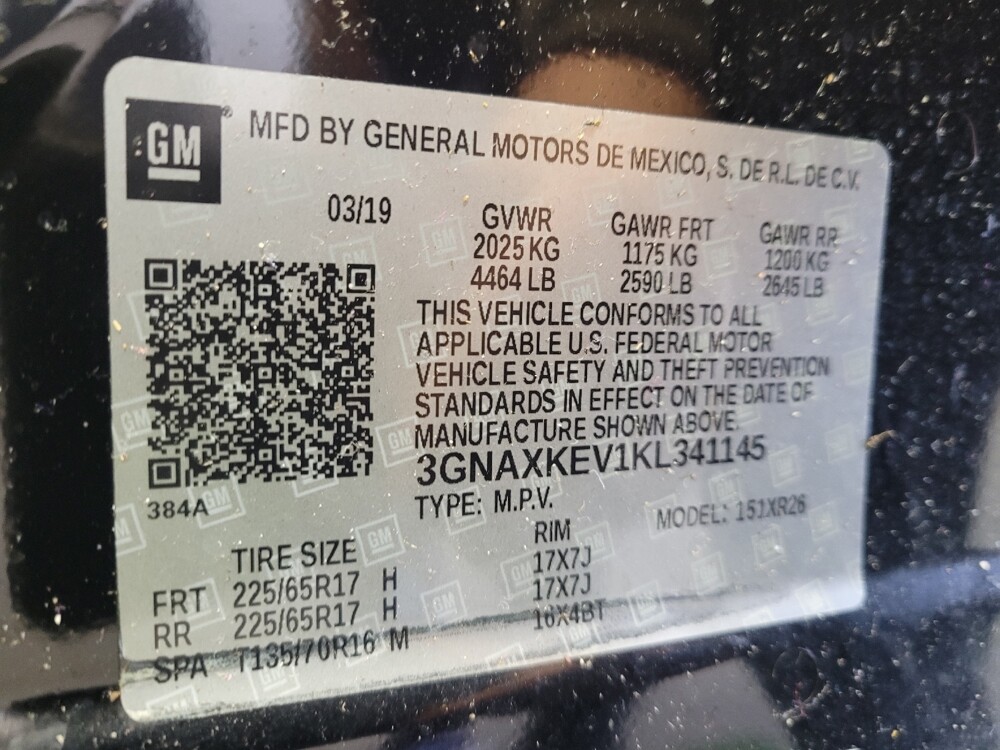 GM® MFD BY GENERAL MOTORS DE MEXICO, S. DE R.L. DE C.V.
03/19 GVWR GAWR FRT GAWR RR
2025 KG 1175 KG 1200 KG
4464 LB 2590 LB 2645 LB
THIS VEHICLE CONFORMS TO ALL
APPLICABLE U.S. FEDERAL MOTOR
VEHICLE SAFETY AND THEFT PREVENTION
STANDARDS IN EFFECT ON THE DATE OF
MANUFACTURE SHOWN ABOVE.
3GNAXKEV1KL341145
384A TYPE: M.P.V. MODEL: 151XR26
TIRE SIZE RIM
FRT 225/65R17 H 17X7J
RR 225/65R17 H 17X7J
SPA T135/70R16 M 16X4BT